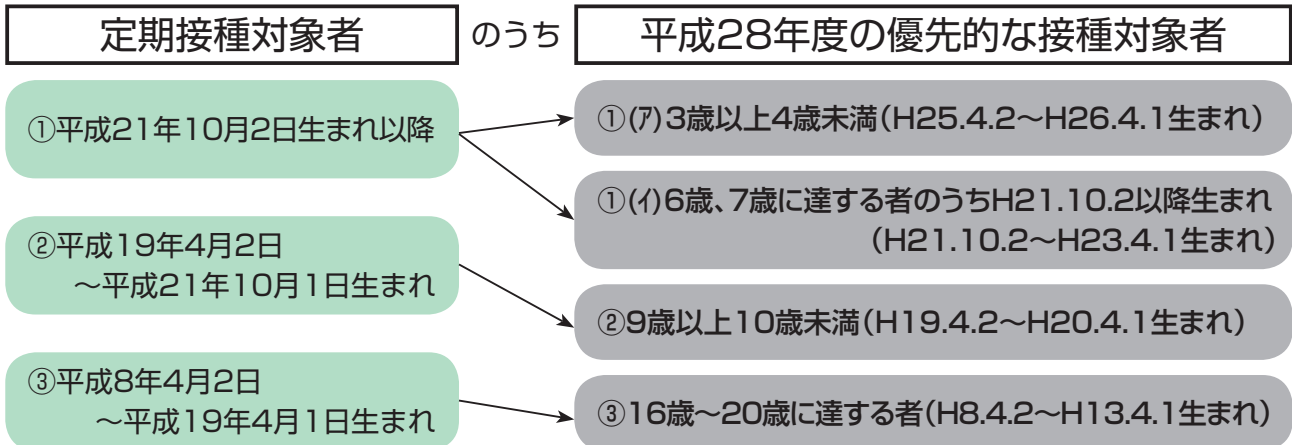 定期接種対象者 のうち 平成28年度の優先的な接種対象者
①平成21年10月2日生まれ以降
①(ｱ)3歳以上4歳未満(H25.4.2〜H26.4.1生まれ)
①(ｲ)6歳、7歳に達する者のうちH21.10.2以降生まれ
(H21.10.2〜H23.4.1生まれ)
②平成19年4月2日
〜平成21年10月1日生まれ
②9歳以上10歳未満(H19.4.2〜H20.4.1生まれ)
③平成8年4月2日
〜平成19年4月1日生まれ
③16歳〜20歳に達する者(H8.4.2〜H13.4.1生まれ)